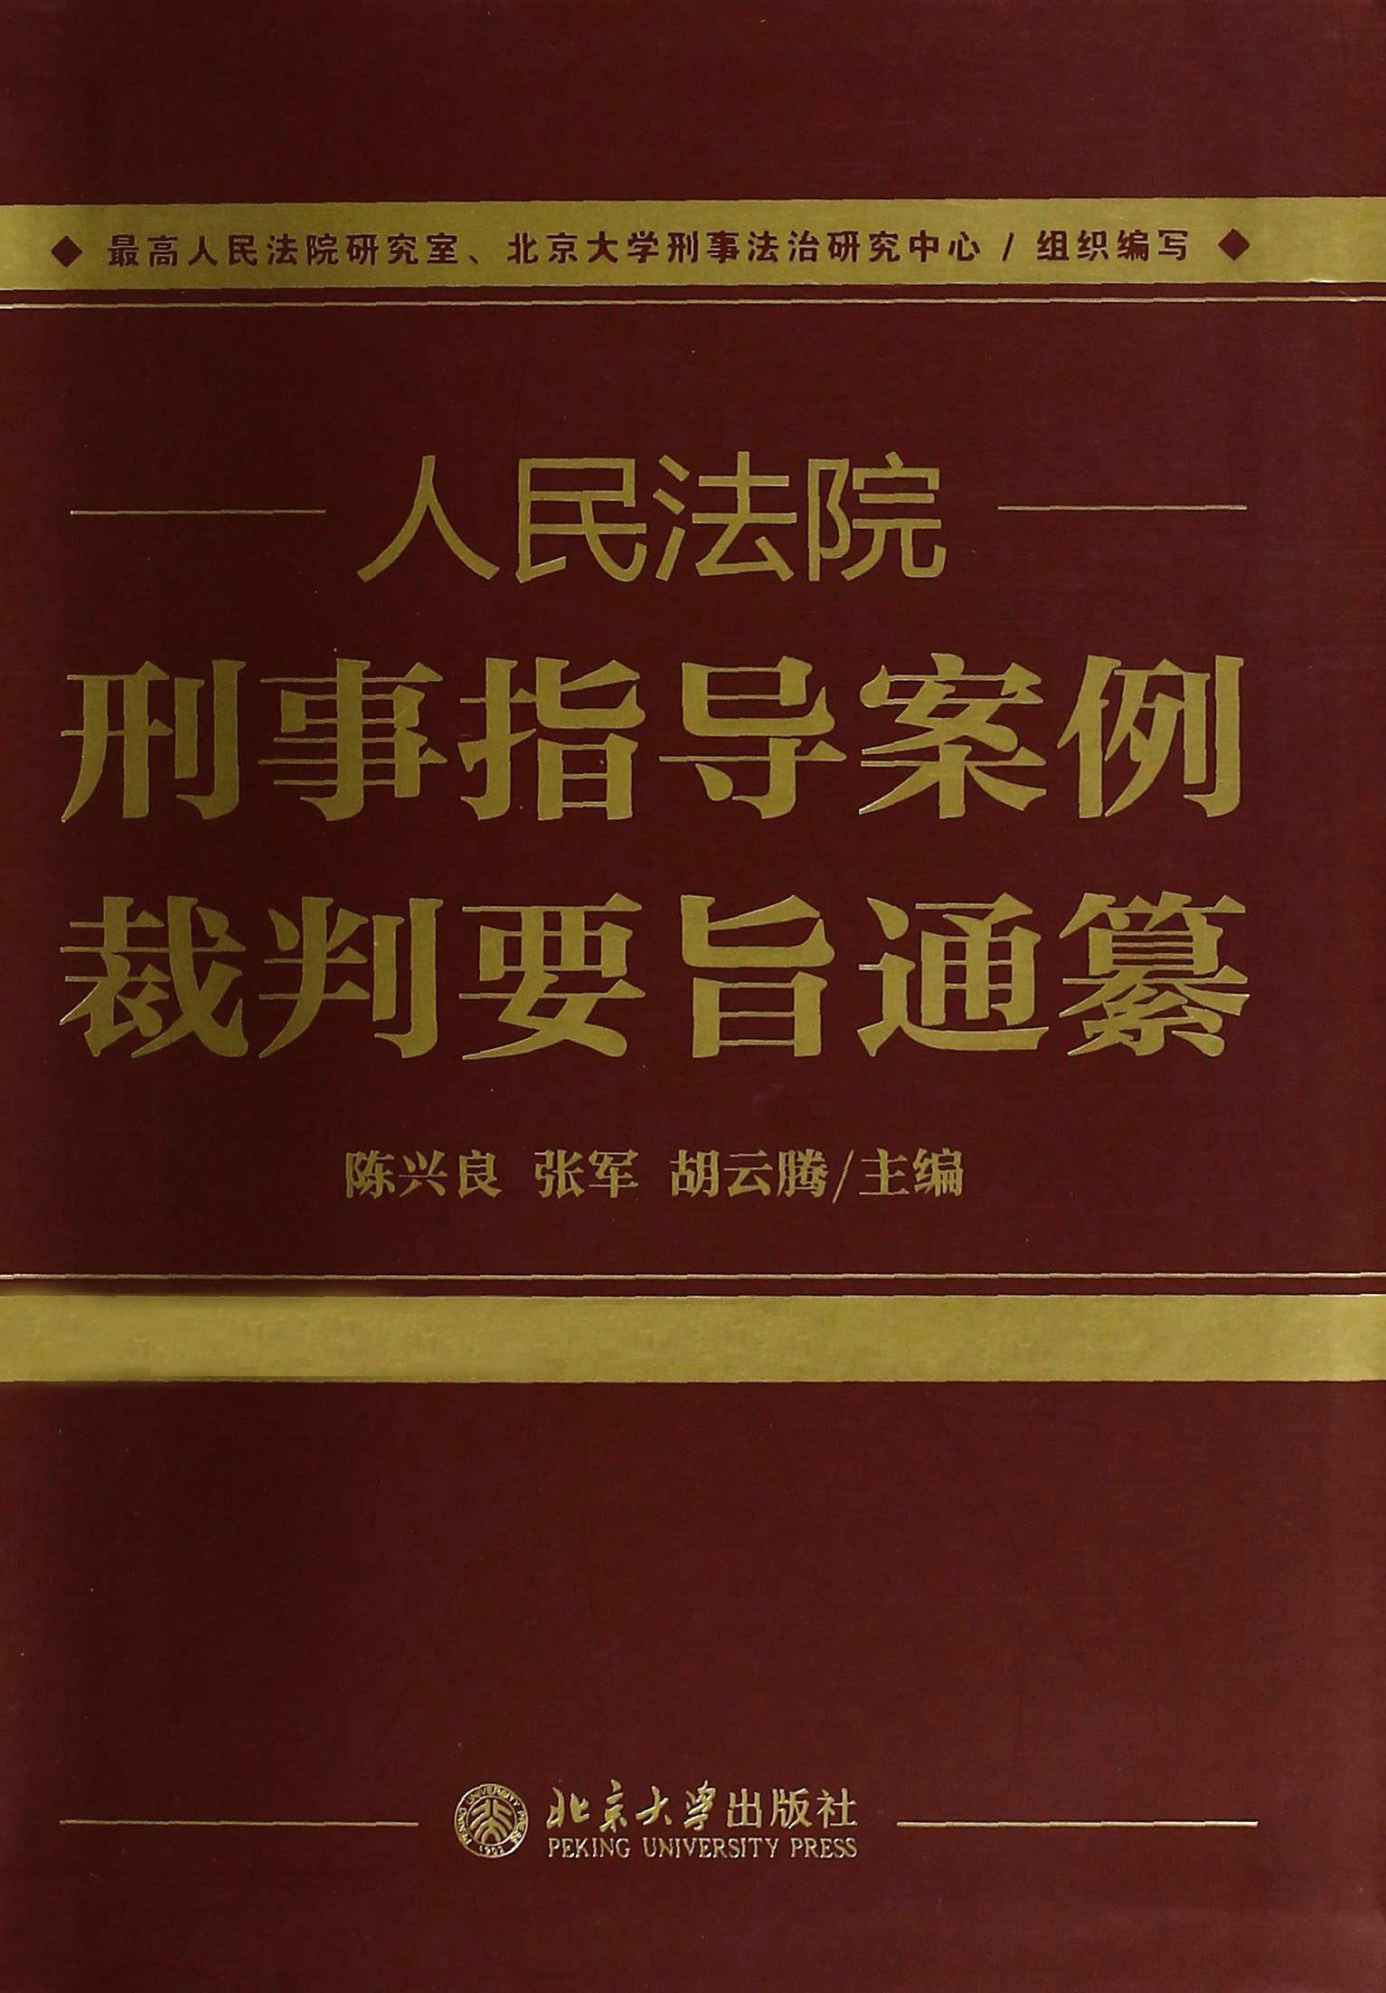 ◆ 最高人民法院研究室、北京大学刑事法治研究中心 / 组织编写 ◆
人民法院
刑事指导案例
裁判要旨通纂
陈兴良 张军 胡云腾/主编
北京大学出版社
PEKING UNIVERSITY PRESS